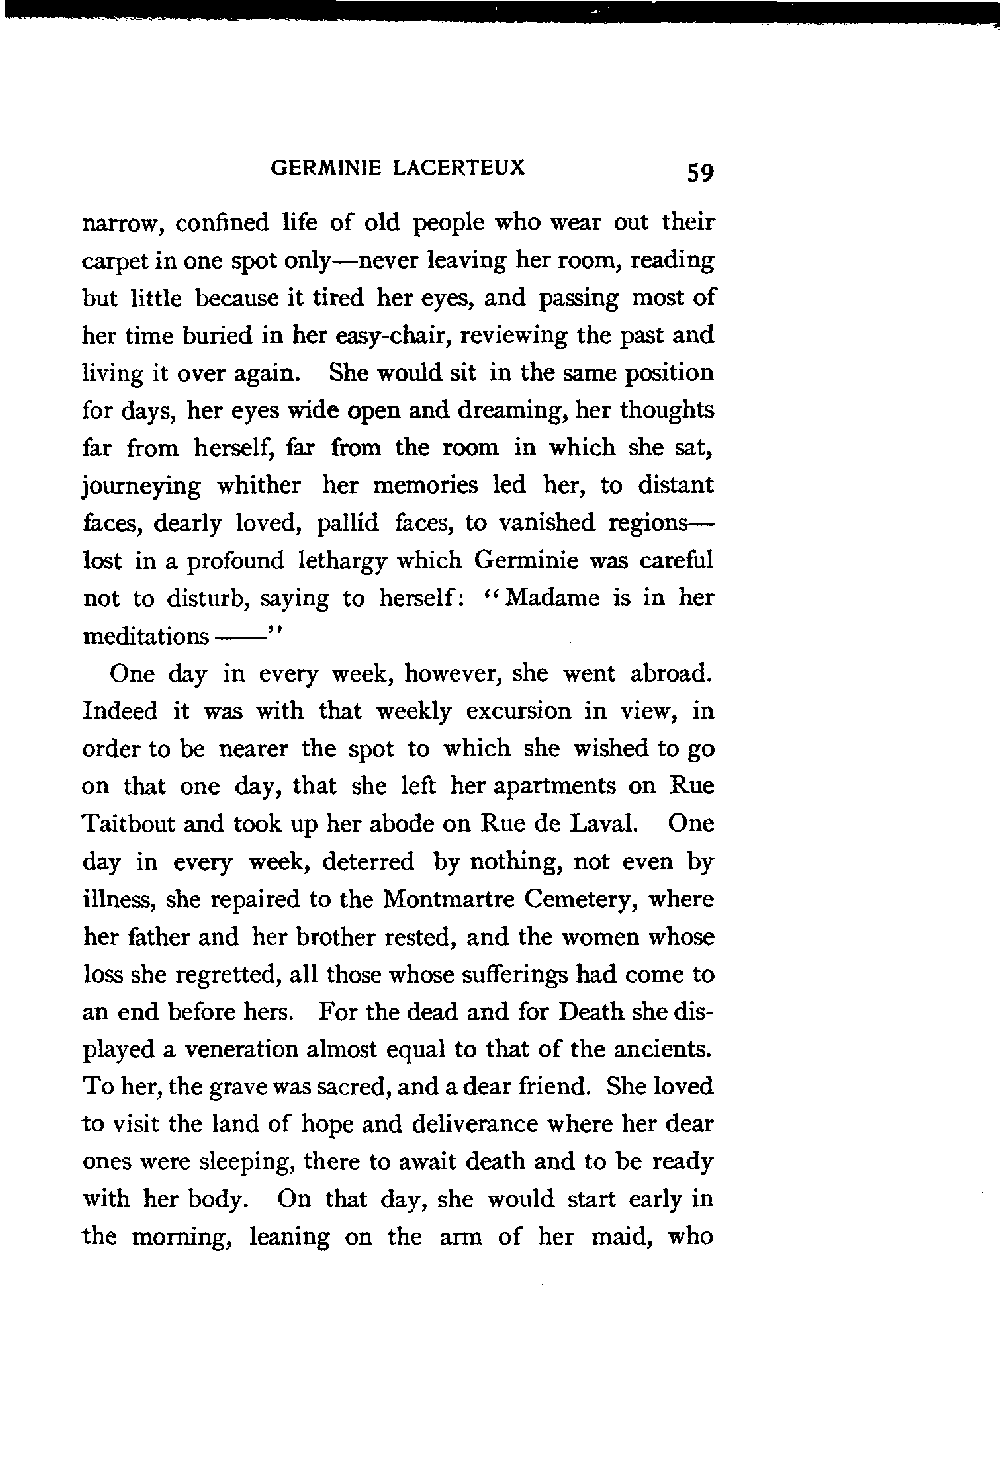 GERMINIE LACERTEUX 59
narrow, confined life of old people who wear out their
carpet in one spot only—never leaving her room, reading
but little because it tired her eyes, and passing most of
her time buried in her easy-chair, reviewing the past and
living it over again. She would sit in the same position
for days, her eyes wide open and dreaming, her thoughts
far from herself, far from the room in which she sat,
journeying whither her memories led her, to distant
faces, dearly loved, pallid faces, to vanished regions—
lost in a profound lethargy which Germinie was careful
not to disturb, saying to herself: “Madame is in her
meditations ——”
One day in every week, however, she went abroad.
Indeed it was with that weekly excursion in view, in
order to be nearer the spot to which she wished to go
on that one day, that she left her apartments on Rue
Taitbout and took up her abode on Rue de Laval. One
day in every week, deterred by nothing, not even by
illness, she repaired to the Montmartre Cemetery, where
her father and her brother rested, and the women whose
loss she regretted, all those whose sufferings had come to
an end before hers. For the dead and for Death she dis-
played a veneration almost equal to that of the ancients.
To her, the grave was sacred, and a dear friend. She loved
to visit the land of hope and deliverance where her dear
ones were sleeping, there to await death and to be ready
with her body. On that day, she would start early in
the morning, leaning on the arm of her maid, who